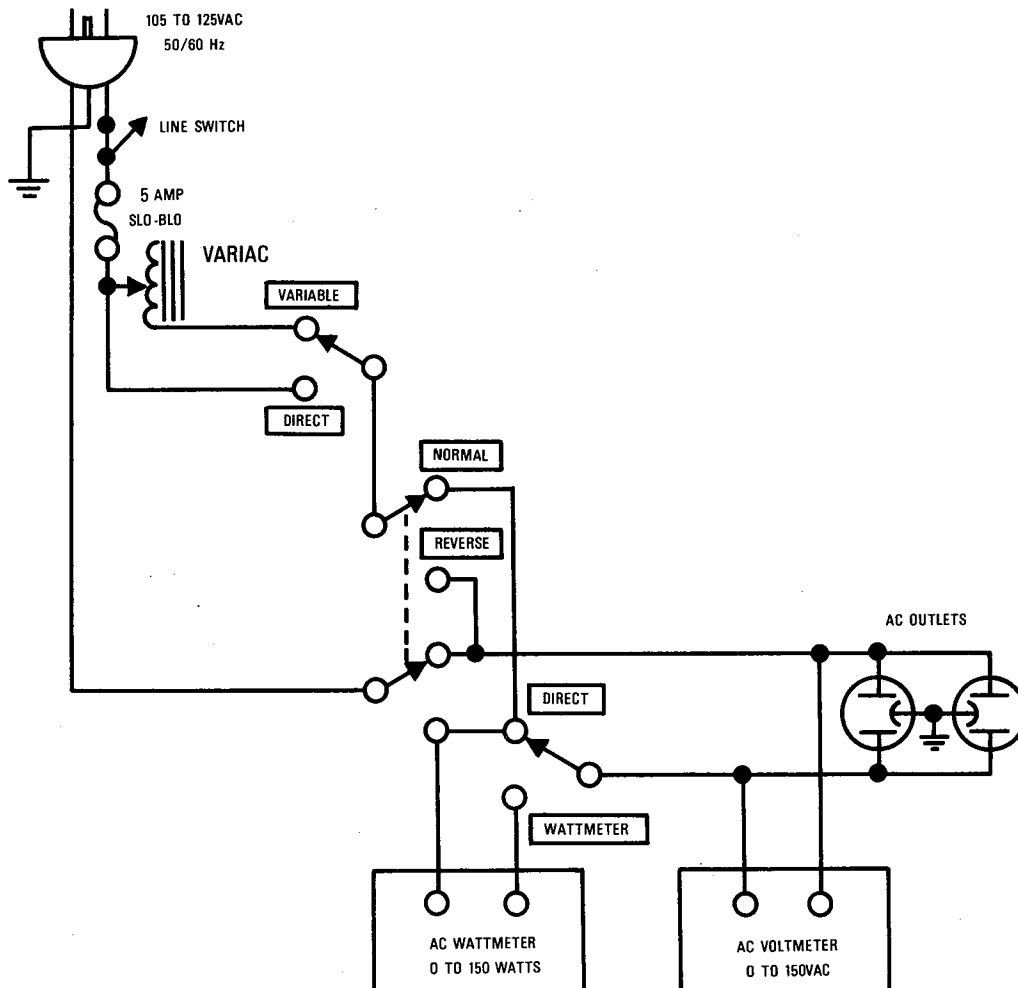 105 TO 125VAC
50/60 Hz
LINE SWITCH
5 AMP
SLO-BLO
VARIAC
VARIABLE
DIRECT
NORMAL
REVERSE
AC OUTLETS
DIRECT
WATTMETER
AC WATTMETER
0 TO 150 WATTS
AC VOLTMETER
0 TO 150VAC